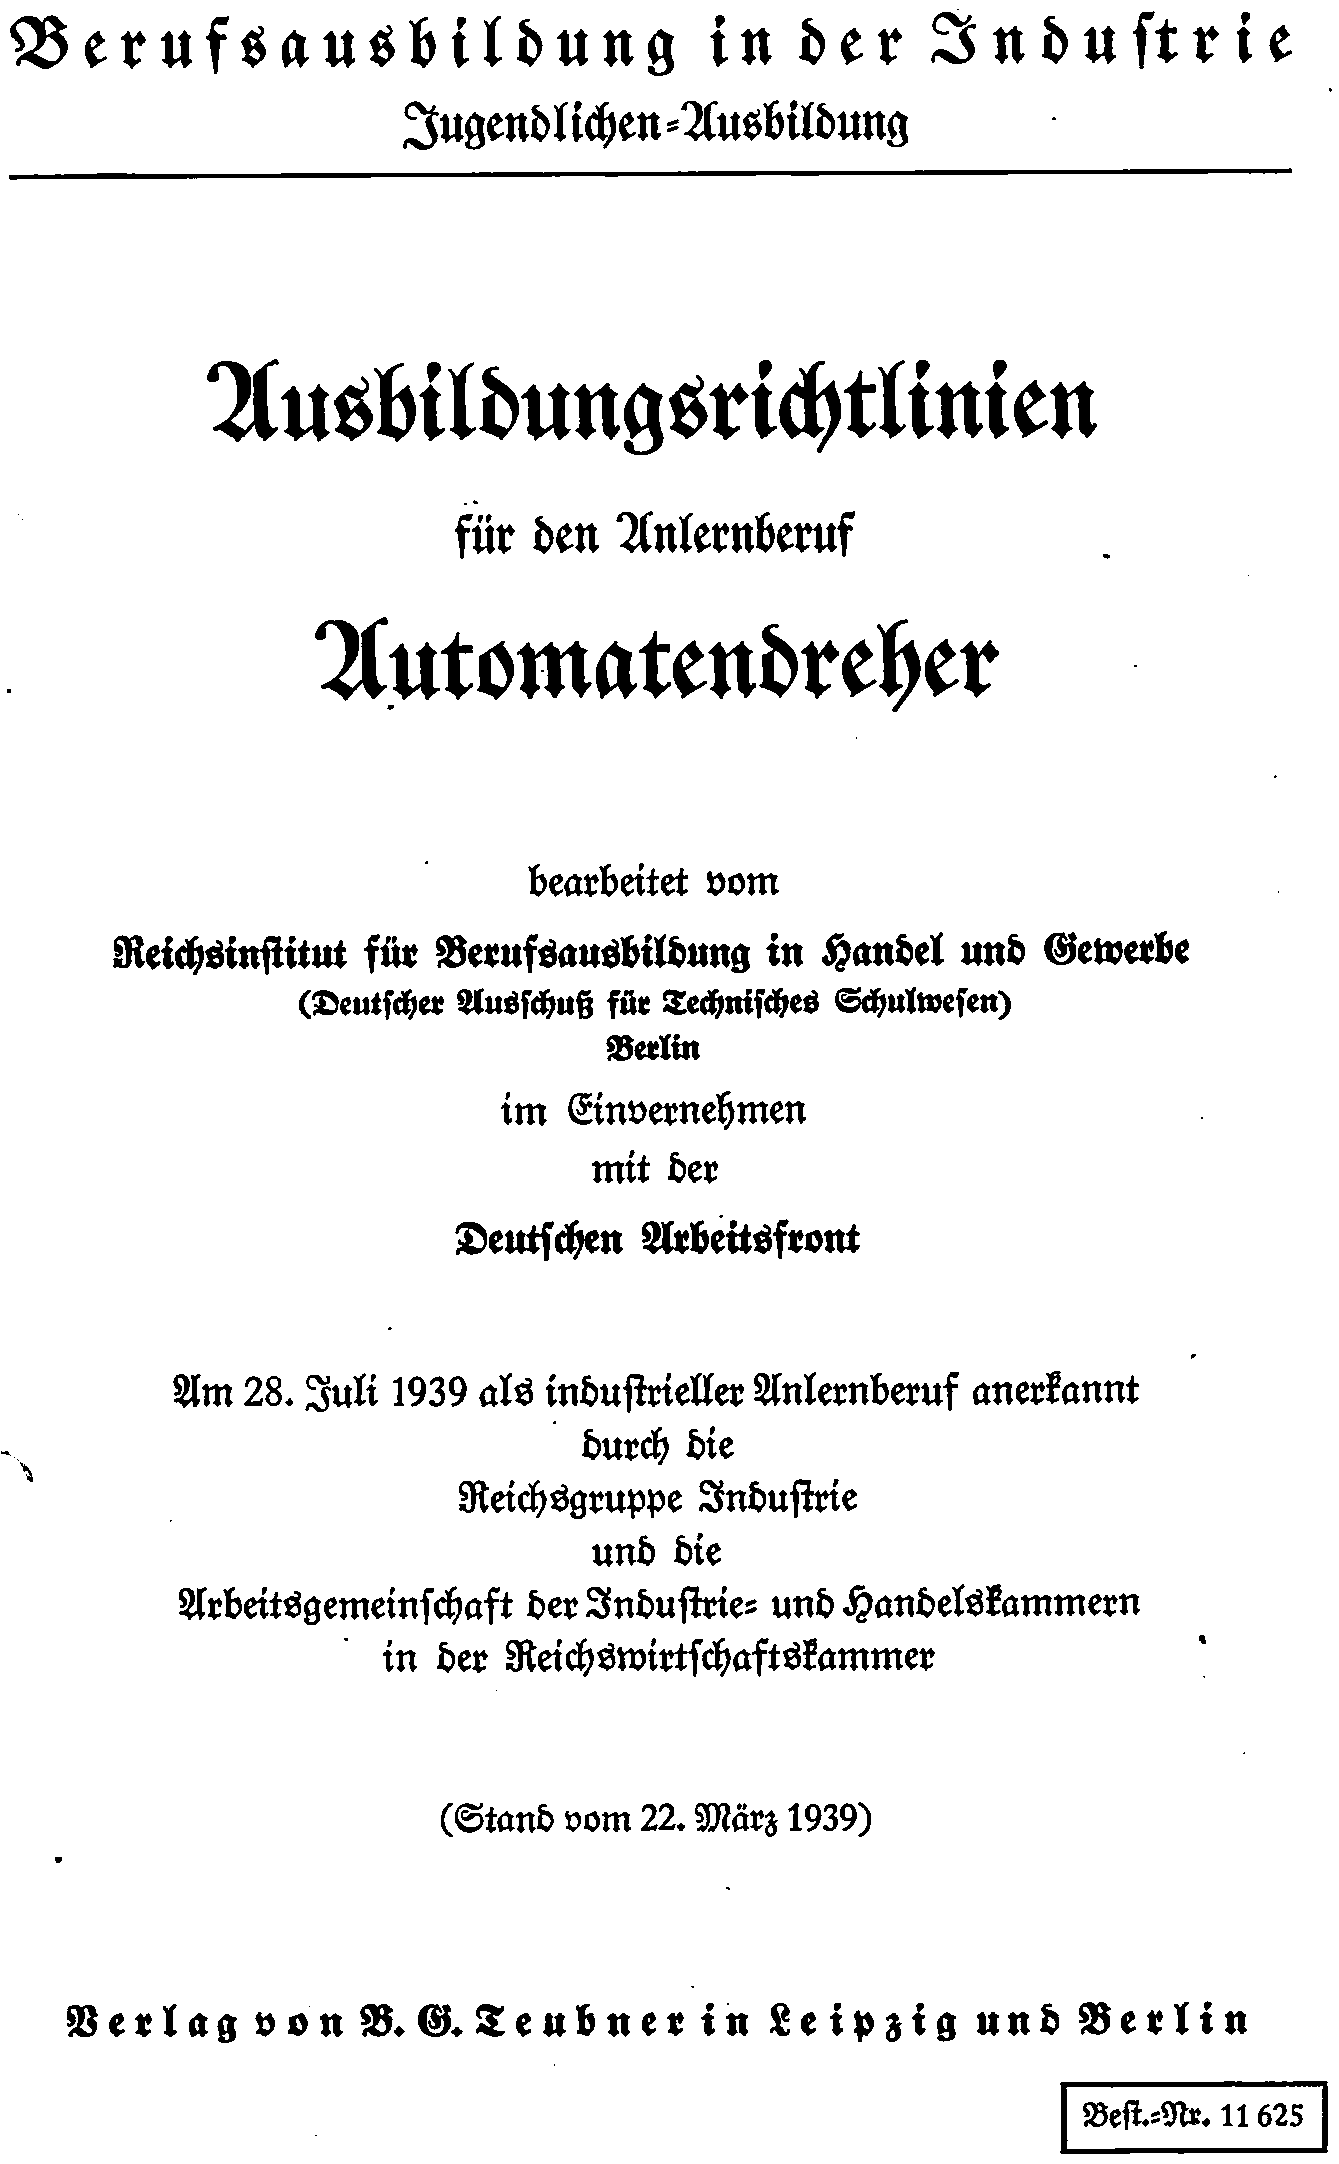 Berufsausbildung in der Industrie
Jugendlichen-Ausbildung
Ausbildungsrichtlinien
für den Anlernberuf
Automatendreher
bearbeitet vom
Reichsinstitut für Berufsausbildung in Handel und Gewerbe
(Deutscher Ausschuß für Technisches Schulwesen)
Berlin
im Einvernehmen
mit der
Deutschen Arbeitsfront
Am 28. Juli 1939 als industrieller Anlernberuf anerkannt
durch die
Reichsgruppe Industrie
und die
Arbeitsgemeinschaft der Industrie- und Handelskammern
in der Reichswirtschaftskammer
(Stand vom 22. März 1939)
Verlag von B. G. Teubner in Leipzig und Berlin
Best.-Nr. 11 625